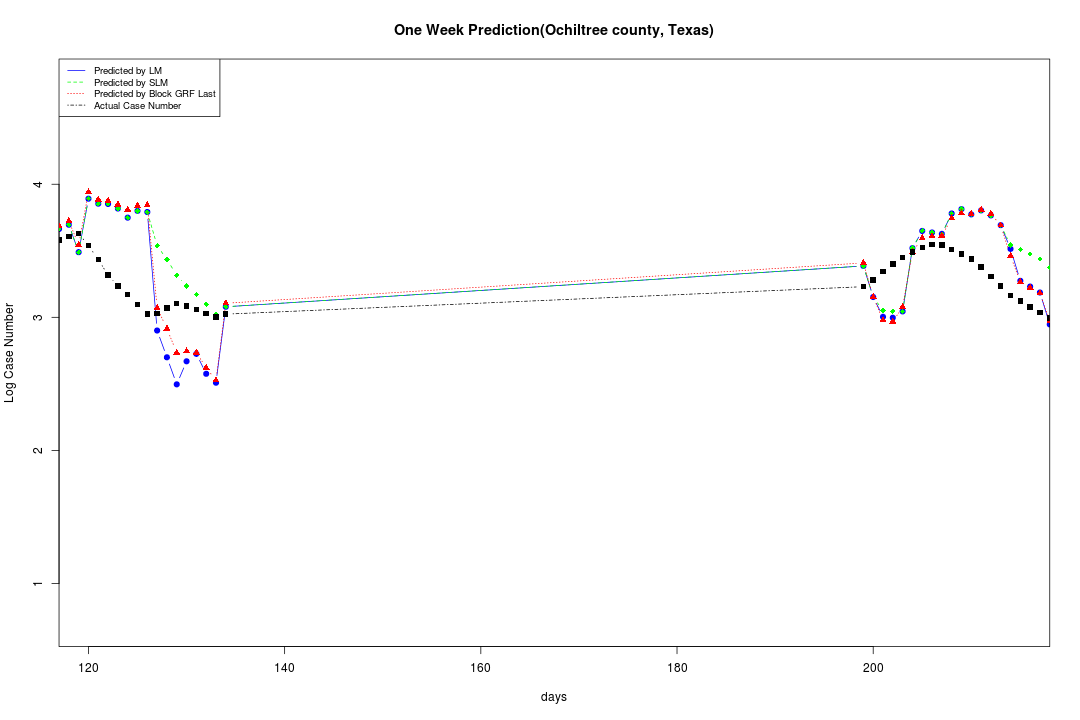 One Week Prediction(Ochiltree county, Texas)
Predicted by LM
Predicted by SLM
Predicted by Block GRF Last
Actual Case Number
4
3
2
1
Log Case Number
120 140 160 180 200
days